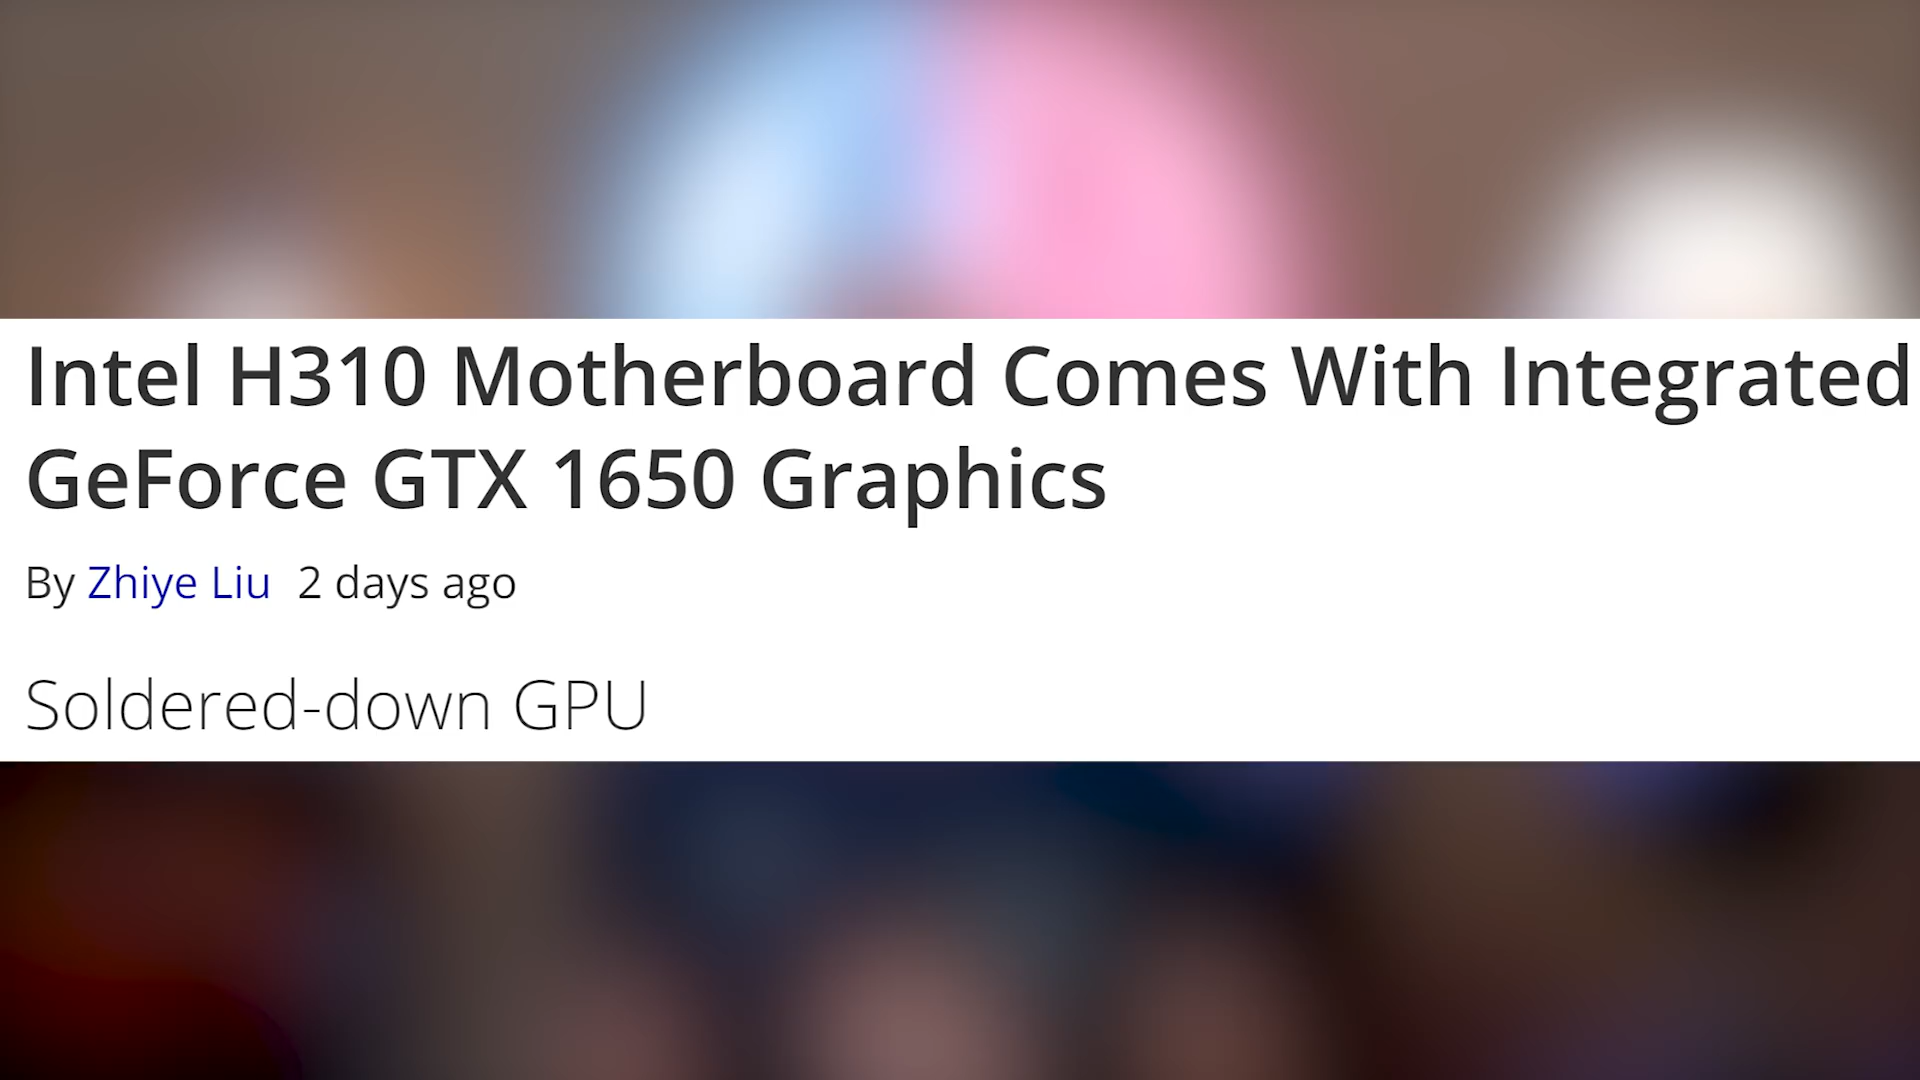 Intel H310 Motherboard Comes With Integrated
GeForce GTX 1650 Graphics
By Zhiye Liu 2 days ago
Soldered-down GPU